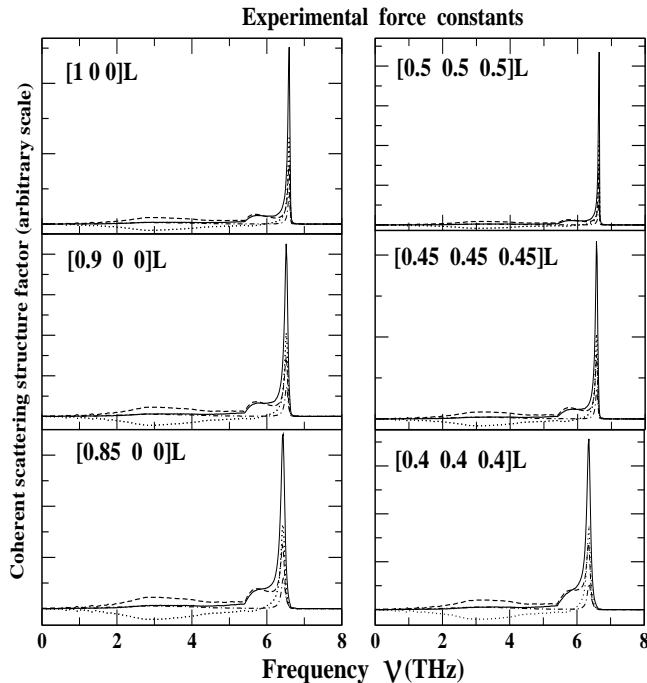 Experimental force constants
Coherent scattering structure factor (arbitrary scale)
[1 0 0]L
[0.5 0.5 0.5]L
[0.9 0 0]L
[0.45 0.45 0.45]L
[0.85 0 0]L
[0.4 0.4 0.4]L
0 2 4 6 8 0 2 4 6 8
Frequency ν(THz)